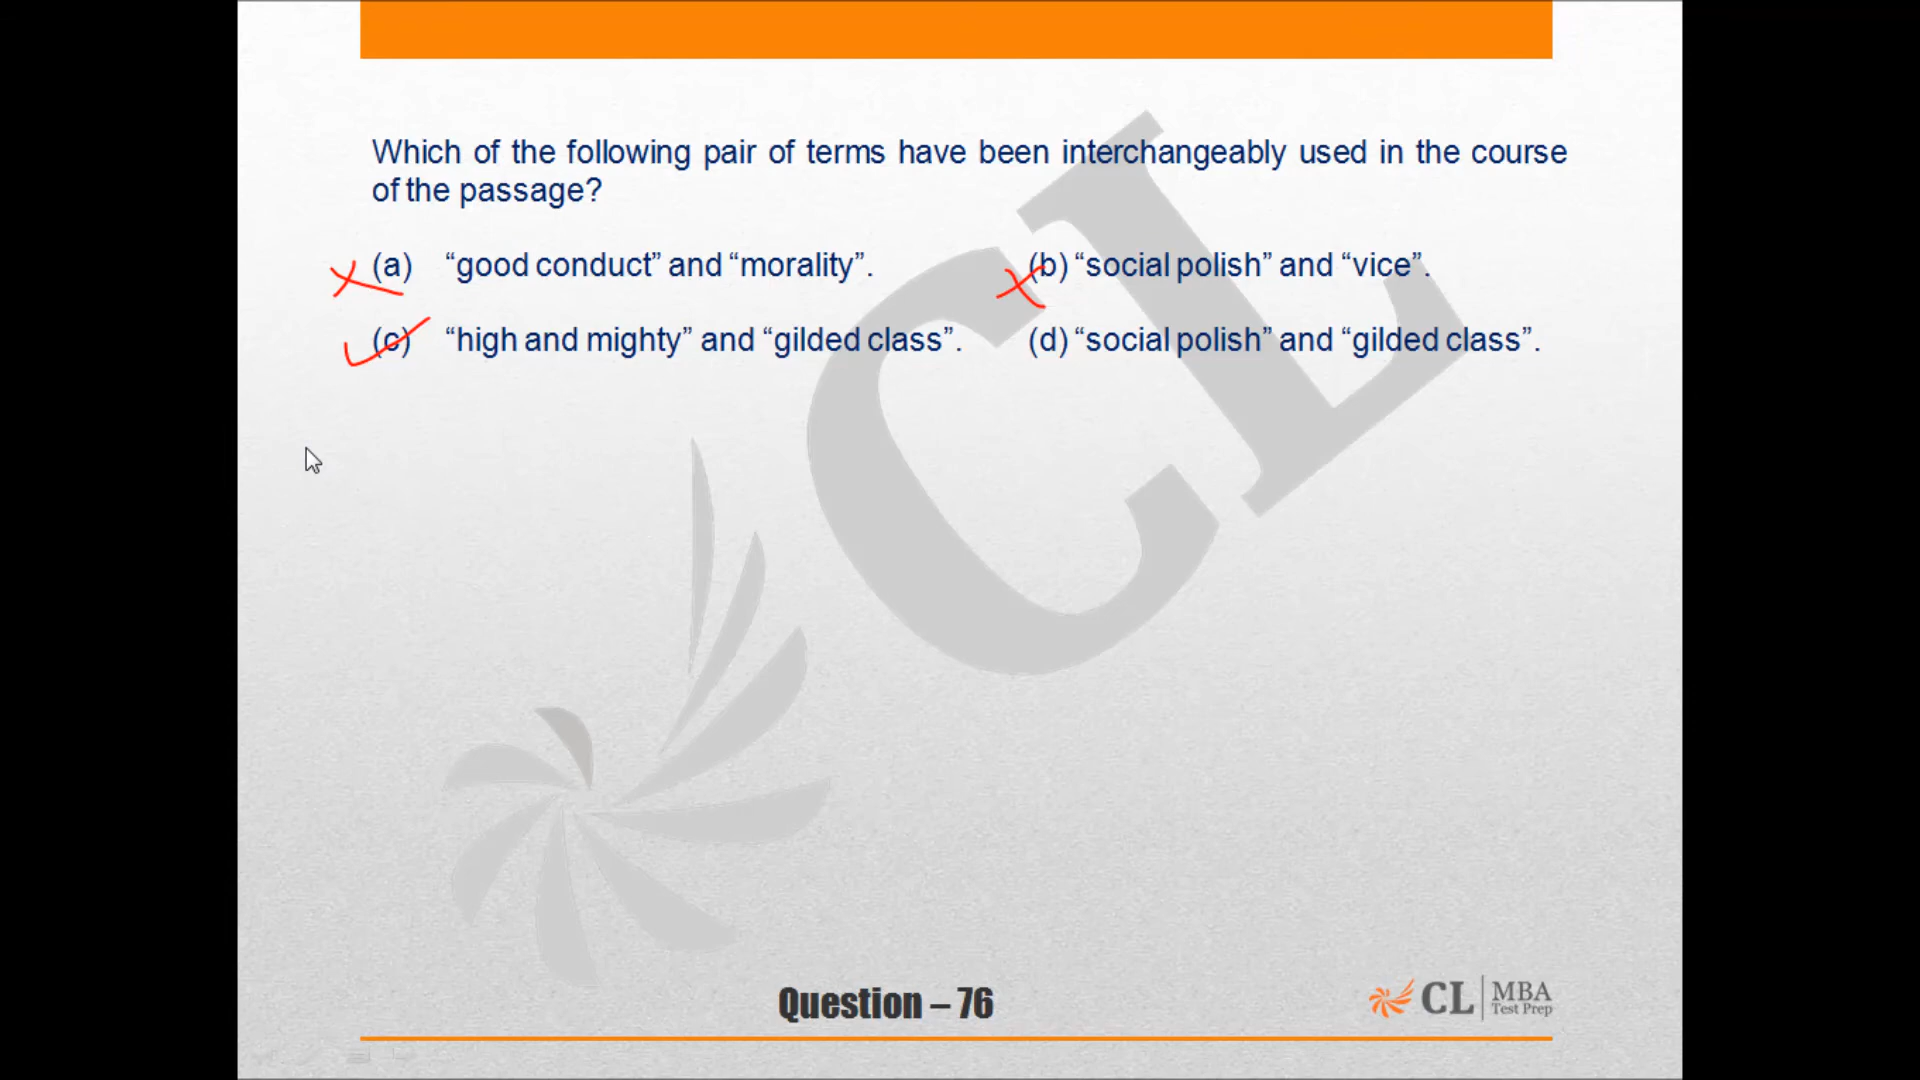 Which of the following pair of terms have been interchangeably used in the course
of the passage?
(a) “good conduct” and “morality”.
(b) “social polish” and “vice”.
(c) “high and mighty” and “gilded class”.
(d) “social polish” and “gilded class”.
CL
Question – 76
CL MBA
Test Prep